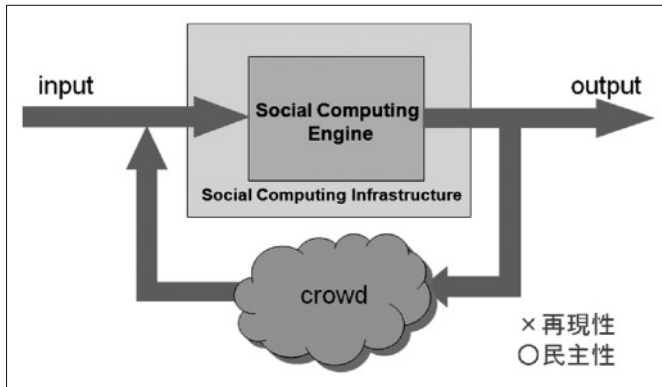 input
output
Social Computing
Engine
Social Computing Infrastructure
crowd
×再現性
○民主性